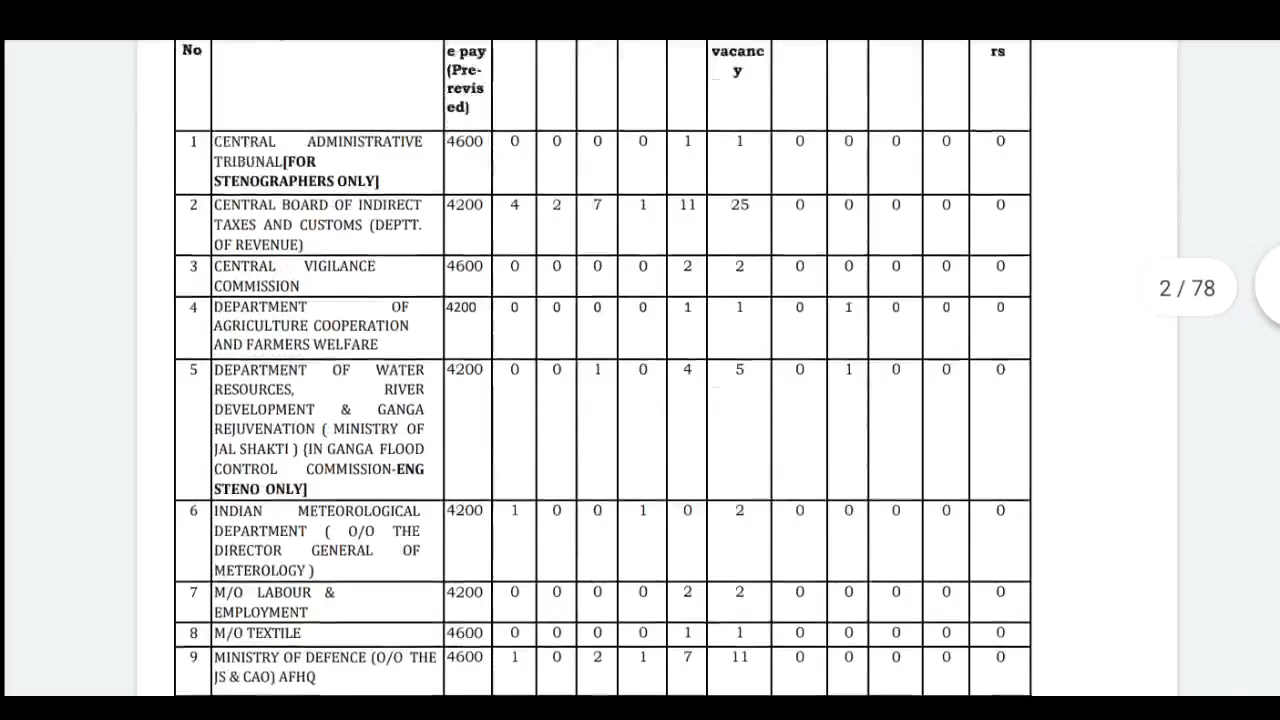 No e pay vacanc rs
(Pre- y
revis
ed)
1 CENTRAL ADMINISTRATIVE 4600 0 0 0 0 1 1 0 0 0 0 0
TRIBUNAL[FOR
STENOGRAPHERS ONLY]
2 CENTRAL BOARD OF INDIRECT 4200 4 2 7 1 11 25 0 0 0 0 0
TAXES AND CUSTOMS (DEPTT.
OF REVENUE)
3 CENTRAL VIGILANCE 4600 0 0 0 0 2 2 0 0 0 0 0
COMMISSION
4 DEPARTMENT OF 4200 0 0 0 0 1 1 0 1 0 0 0
AGRICULTURE COOPERATION
AND FARMERS WELFARE
5 DEPARTMENT OF WATER 4200 0 0 1 0 4 5 0 1 0 0 0
RESOURCES, RIVER
DEVELOPMENT & GANGA
REJUVENATION ( MINISTRY OF
JAL SHAKTI ) {IN GANGA FLOOD
CONTROL COMMISSION-ENG
STENO ONLY]
6 INDIAN METEOROLOGICAL 4200 1 0 0 1 0 2 0 0 0 0 0
DEPARTMENT ( O/O THE
DIRECTOR GENERAL OF
METEROLOGY )
7 M/O LABOUR & 4200 0 0 0 0 2 2 0 0 0 0 0
EMPLOYMENT
8 M/O TEXTILE 4600 0 0 0 0 1 1 0 0 0 0 0
9 MINISTRY OF DEFENCE (O/O THE 4600 1 0 2 1 7 11 0 0 0 0 0
JS & CAO) AFHQ
2 / 78